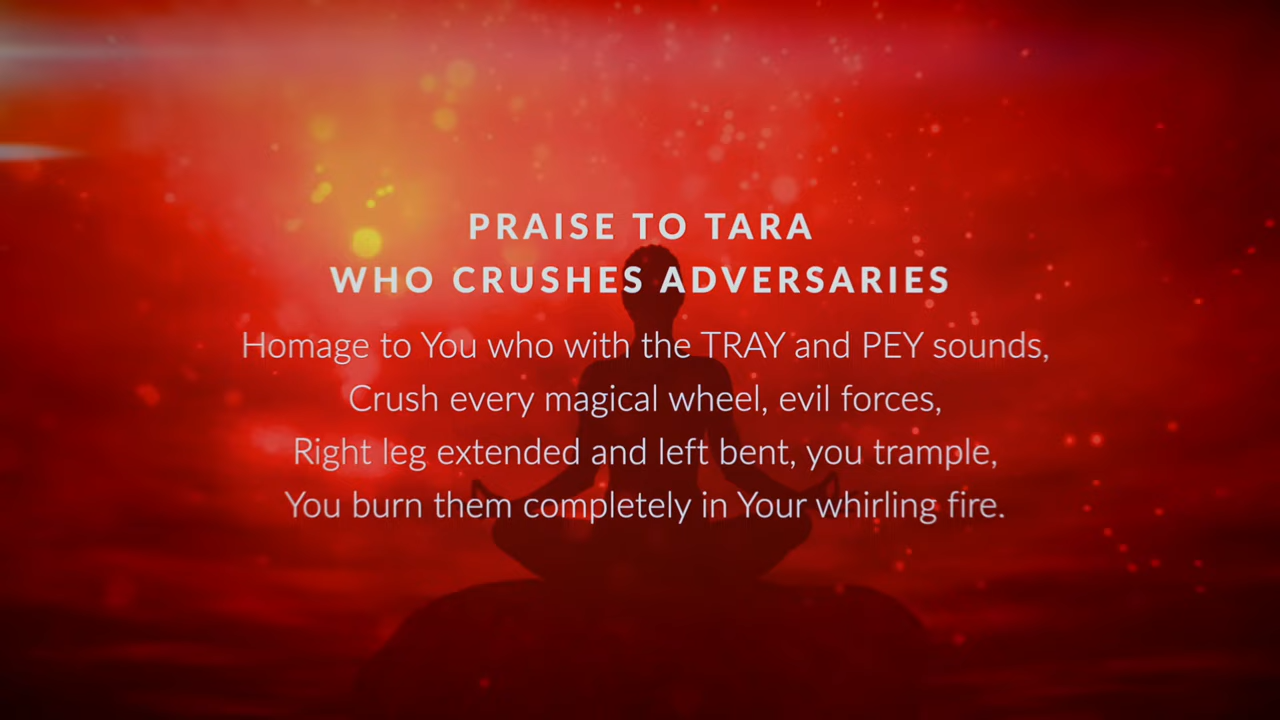 PRAISE TO TARA
WHO CRUSHES ADVERSARIES
Homage to You who with the TRAY and PEY sounds,
Crush every magical wheel, evil forces,
Right leg extended and left bent, you trample,
You burn them completely in Your whirling fire.